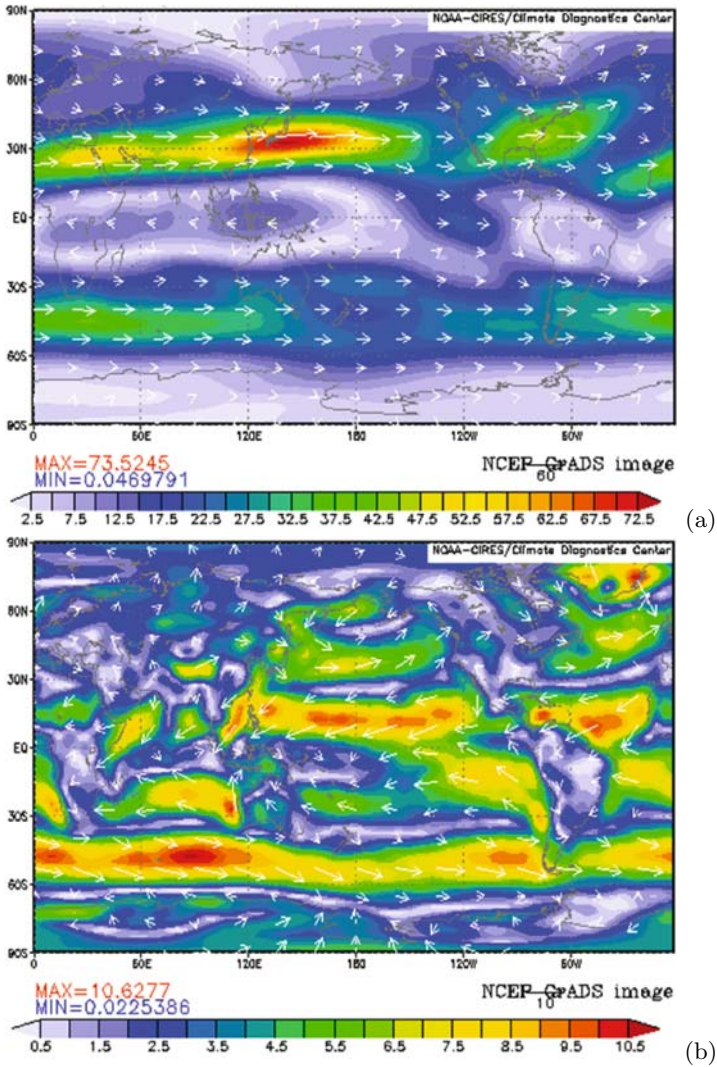 90N
NOAA-CIRES/Climate Diagnostics Center
60N
30N
EQ
30S
60S
90S
0 60E 120E 180 120W 60W
MAX=73.5245
MIN=0.0469791
NCEP GrADS image
60
2.5 7.5 12.5 17.5 22.5 27.5 32.5 37.5 42.5 47.5 52.5 57.5 62.5 67.5 72.5
(a)
90N
NOAA-CIRES/Climate Diagnostics Center
60N
30N
EQ
30S
60S
90S
0 60E 120E 180 120W 60W
MAX=10.6277
MIN=0.0225386
NCEP GrADS image
10
0.5 1.5 2.5 3.5 4.5 5.5 6.5 7.5 8.5 9.5 10.5
(b)